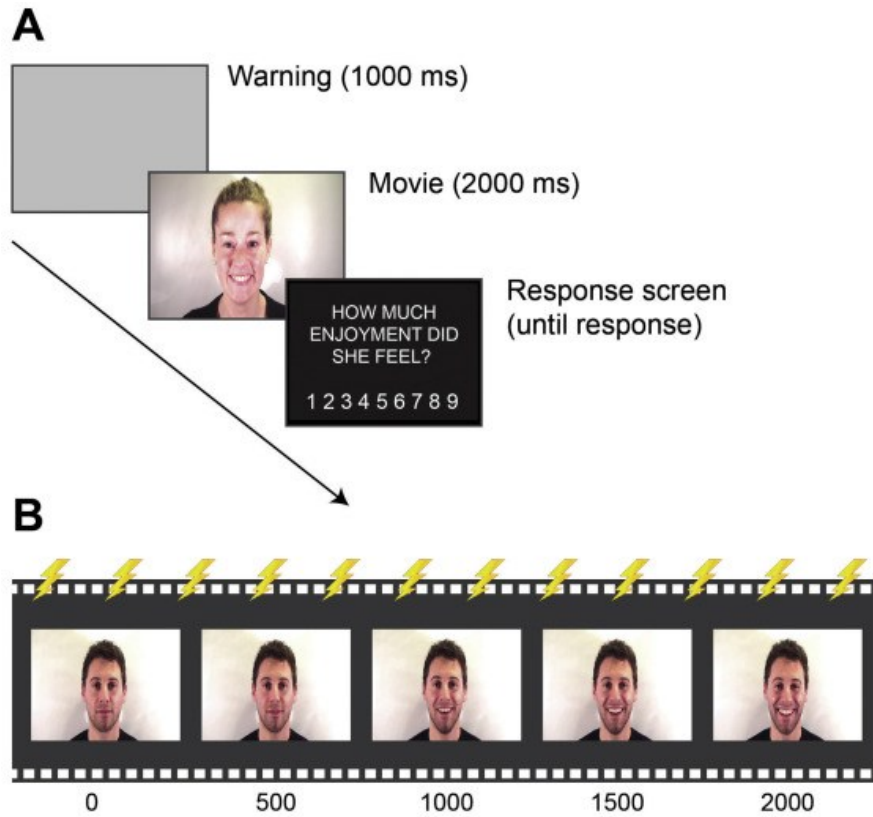 A
Warning (1000 ms)
Movie (2000 ms)
Response screen
(until response)
HOW MUCH
ENJOYMENT DID
SHE FEEL?
1 2 3 4 5 6 7 8 9
B
0 500 1000 1500 2000